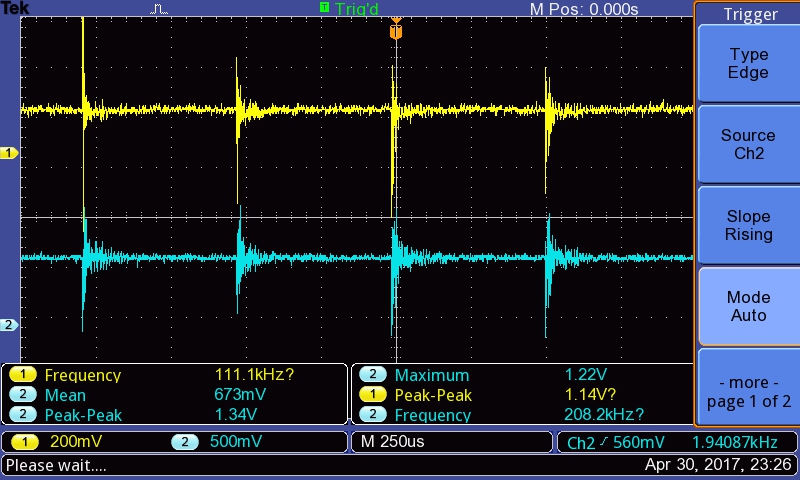 Tek
T Trig'd
M Pos: 0.000s
T
1
2
Trigger
Type
Edge
Source
Ch2
Slope
Rising
Mode
Auto
- more -
page 1 of 2
1 Frequency 111.1kHz?
2 Mean 673mV
2 Peak-Peak 1.34V
2 Maximum 1.22V
1 Peak-Peak 1.14V?
2 Frequency 208.2kHz?
1 200mV 2 500mV
M 250us
Ch2 560mV 1.94087kHz
Please wait....
Apr 30, 2017, 23:26